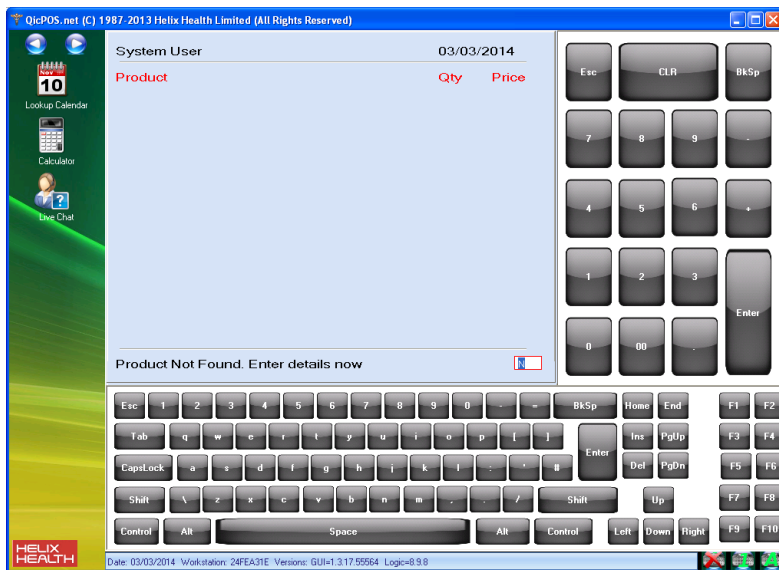 QicPOS.net (C) 1987-2013 Helix Health Limited (All Rights Reserved)
System User 03/03/2014
Product Qty Price
Nov
10
Lookup Calendar
Calculator
Live Chat
Product Not Found. Enter details now N
Esc CLR BkSp
7 8 9 -
4 5 6 +
1 2 3
Enter
0 00 .
Esc 1 2 3 4 5 6 7 8 9 0 - = BkSp Home End F1 F2
Tab q w e r t y u i o p [ ] Enter Ins PgUp F3 F4
CapsLock a s d f g h j k l : ' # Del PgDn F5 F6
Shift \ z x c v b n m , . / Shift Up F7 F8
Control Alt Space Alt Control Left Down Right F9 F10
HELIX
HEALTH
Date: 03/03/2014 Workstation: 24FEA31E Versions: GUI=1.3.17.55564 Logic=8.9.8